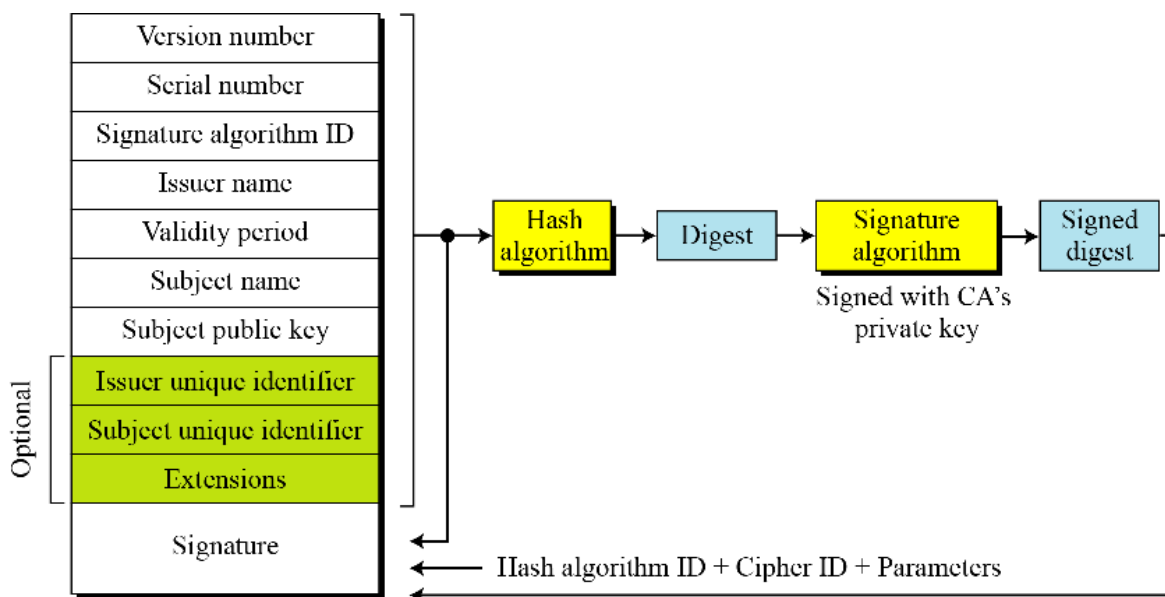 Version number
Serial number
Signature algorithm ID
Issuer name
Validity period
Subject name
Subject public key
Optional
Issuer unique identifier
Subject unique identifier
Extensions
Signature
Hash
algorithm
Digest
Signature
algorithm
Signed with CA's
private key
Signed
digest
Hash algorithm ID + Cipher ID + Parameters